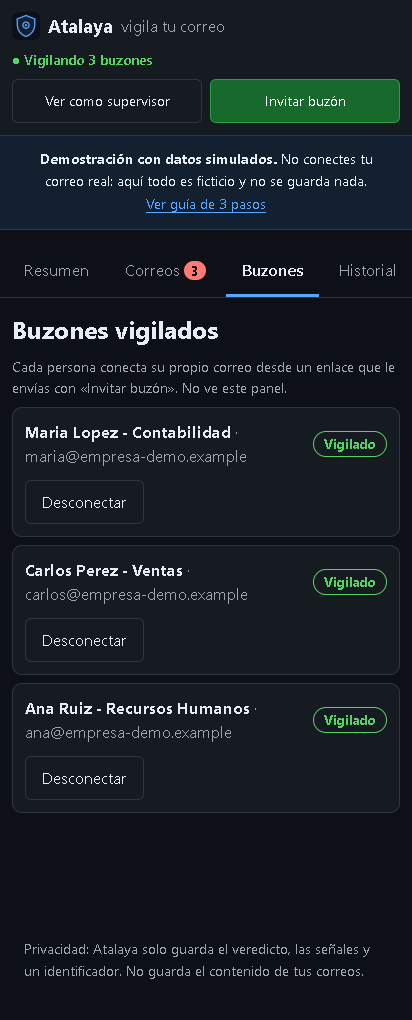 Atalaya vigila tu correo
● Vigilando 3 buzones
Ver como supervisor
Invitar buzón
Demostración con datos simulados. No conectes tu
correo real: aquí todo es ficticio y no se guarda nada.
Ver guía de 3 pasos
Resumen Correos 3 Buzones Historial
Buzones vigilados
Cada persona conecta su propio correo desde un enlace que le
envías con «Invitar buzón». No ve este panel.
Maria Lopez - Contabilidad ·
maria@empresa-demo.example
Vigilado
Desconectar
Carlos Perez - Ventas ·
carlos@empresa-demo.example
Vigilado
Desconectar
Ana Ruiz - Recursos Humanos ·
ana@empresa-demo.example
Vigilado
Desconectar
Privacidad: Atalaya solo guarda el veredicto, las señales y
un identificador. No guarda el contenido de tus correos.